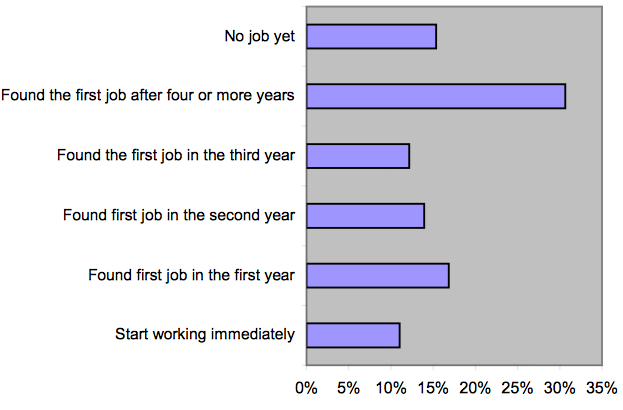 No job yet
Found the first job after four or more years
Found the first job in the third year
Found first job in the second year
Found first job in the first year
Start working immediately
0% 5% 10% 15% 20% 25% 30% 35%